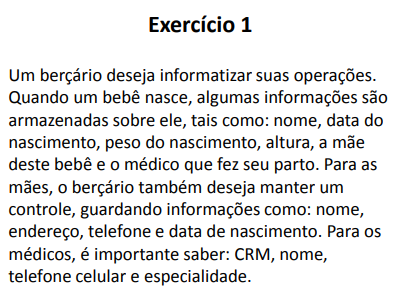 Exercício 1
Um berçário deseja informatizar suas operações.
Quando um bebê nasce, algumas informações são
armazenadas sobre ele, tais como: nome, data do
nascimento, peso do nascimento, altura, a mãe
deste bebê e o médico que fez seu parto. Para as
mães, o berçário também deseja manter um
controle, guardando informações como: nome,
endereço, telefone e data de nascimento. Para os
médicos, é importante saber: CRM, nome,
telefone celular e especialidade.